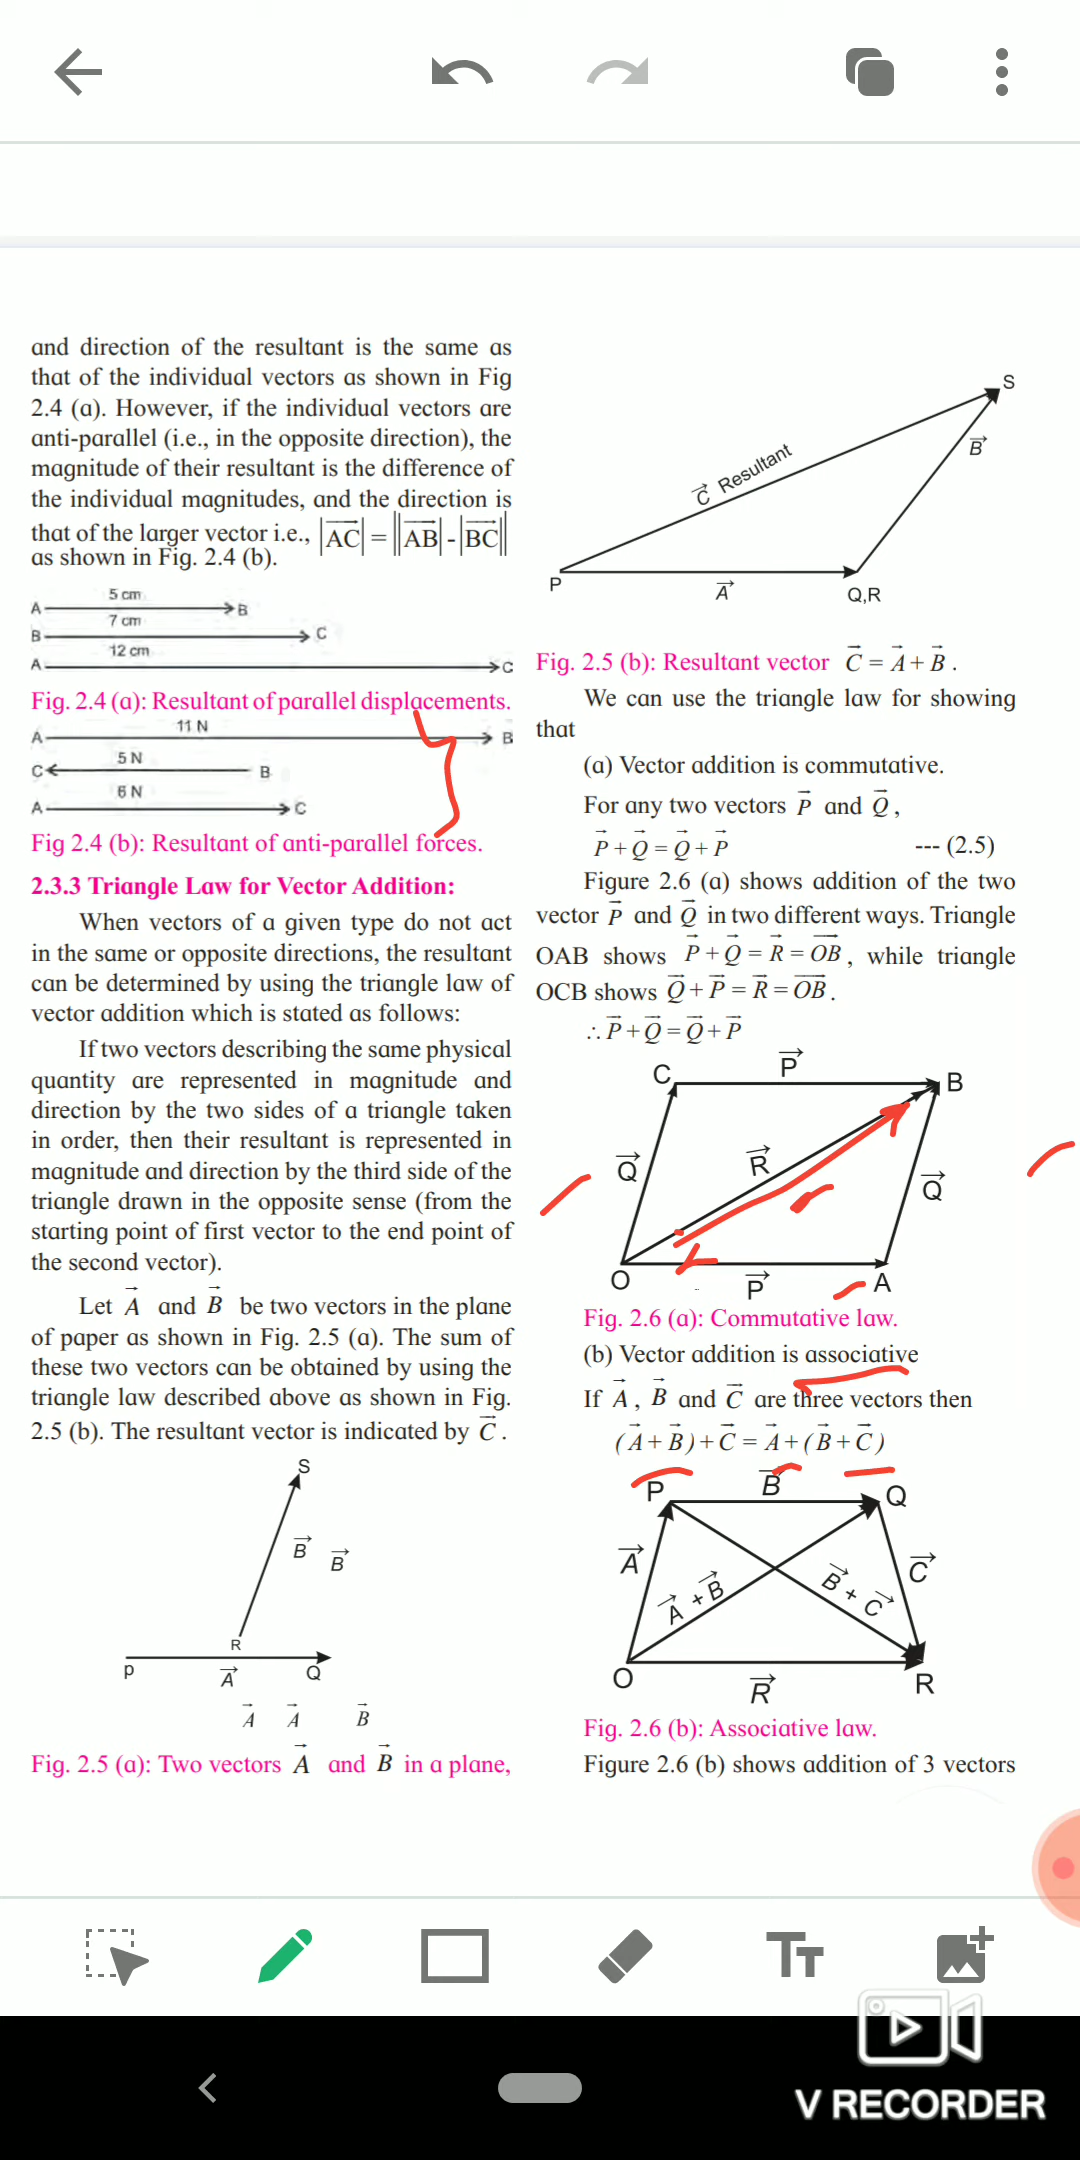 and direction of the resultant is the same as
that of the individual vectors as shown in Fig
2.4 (a). However, if the individual vectors are
anti-parallel (i.e., in the opposite direction), the
magnitude of their resultant is the difference of
the individual magnitudes, and the direction is
that of the larger vector i.e., |AC| = ||AB| - |BC||
as shown in Fig. 2.4 (b).
5 cm
A B
7 cm
B C
12 cm
A C
Fig. 2.4 (a): Resultant of parallel displacements.
11 N
A B
5 N
C B
6 N
A C
Fig 2.4 (b): Resultant of anti-parallel forces.
2.3.3 Triangle Law for Vector Addition:
When vectors of a given type do not act
in the same or opposite directions, the resultant
can be determined by using the triangle law of
vector addition which is stated as follows:
If two vectors describing the same physical
quantity are represented in magnitude and
direction by the two sides of a triangle taken
in order, then their resultant is represented in
magnitude and direction by the third side of the
triangle drawn in the opposite sense (from the
starting point of first vector to the end point of
the second vector).
Let A⃗ and B⃗ be two vectors in the plane
of paper as shown in Fig. 2.5 (a). The sum of
these two vectors can be obtained by using the
triangle law described above as shown in Fig.
2.5 (b). The resultant vector is indicated by C⃗ .
S
B⃗ B⃗
R
P A⃗ Q
A⃗ A⃗ B⃗
Fig. 2.5 (a): Two vectors A⃗ and B⃗ in a plane,
S
B⃗
C⃗ Resultant
P A⃗ Q,R
Fig. 2.5 (b): Resultant vector C⃗ = A⃗ + B⃗ .
We can use the triangle law for showing
that
(a) Vector addition is commutative.
For any two vectors P⃗ and Q⃗ ,
P⃗ + Q⃗ = Q⃗ + P⃗ --- (2.5)
Figure 2.6 (a) shows addition of the two
vector P⃗ and Q⃗ in two different ways. Triangle
OAB shows P⃗ + Q⃗ = R⃗ = OB⃗ , while triangle
OCB shows Q⃗ + P⃗ = R⃗ = OB⃗ .
∴ P⃗ + Q⃗ = Q⃗ + P⃗
C P⃗ B
Q⃗ R⃗ Q⃗
O P⃗ A
Fig. 2.6 (a): Commutative law.
(b) Vector addition is associative
If A⃗ , B⃗ and C⃗ are three vectors then
(A⃗ + B⃗) + C⃗ = A⃗ + (B⃗ + C⃗)
P B⃗ Q
A⃗ A⃗ + B⃗ B⃗ + C⃗ C⃗
O R⃗ R
Fig. 2.6 (b): Associative law.
Figure 2.6 (b) shows addition of 3 vectors
TT
V RECORDER